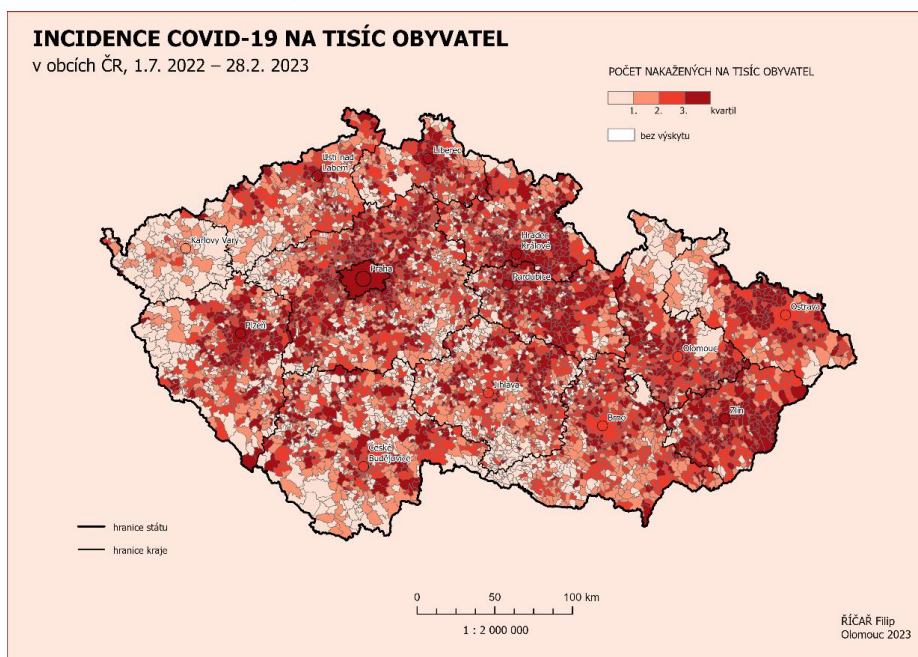 INCIDENCE COVID-19 NA TISÍC OBYVATEL
v obcích ČR, 1.7. 2022 – 28.2. 2023
POČET NAKAŽENÝCH NA TISÍC OBYVATEL
1. 2. 3. kvartil
bez výskytu
Liberec
Ústí nad
Labem
Karlovy Vary
Hradec
Králové
Praha
Pardubice
Ostrava
Plzeň
Olomouc
Jihlava
Zlín
Brno
České
Budějovice
hranice státu
hranice kraje
0 50 100 km
1 : 2 000 000
ŘÍČAŘ Filip
Olomouc 2023